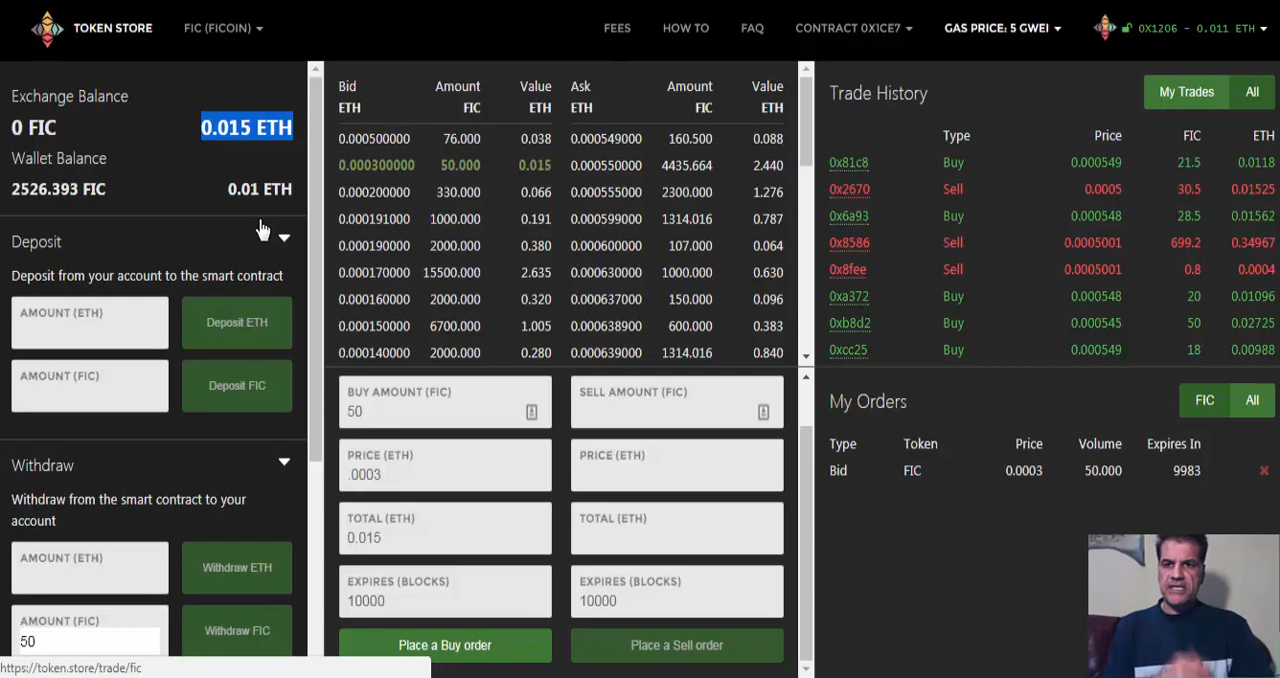 TOKEN STORE FIC (FICOIN) FEES HOW TO FAQ CONTRACT 0X1CE7 GAS PRICE: 5 GWEI 0X1206 - 0.011 ETH
Exchange Balance
0 FIC 0.015 ETH
Wallet Balance
2526.393 FIC 0.01 ETH
Deposit
Deposit from your account to the smart contract
AMOUNT (ETH) Deposit ETH
AMOUNT (FIC) Deposit FIC
Withdraw
Withdraw from the smart contract to your
account
AMOUNT (ETH) Withdraw ETH
AMOUNT (FIC)
50 Withdraw FIC
https://token.store/trade/fic
Bid Amount Value Ask Amount Value
ETH FIC ETH ETH FIC ETH
0.000500000 76.000 0.038 0.000549000 160.500 0.088
0.000300000 50.000 0.015 0.000550000 4435.664 2.440
0.000200000 330.000 0.066 0.000555000 2300.000 1.276
0.000191000 1000.000 0.191 0.000599000 1314.016 0.787
0.000190000 2000.000 0.380 0.000600000 107.000 0.064
0.000170000 15500.000 2.635 0.000630000 1000.000 0.630
0.000160000 2000.000 0.320 0.000637000 150.000 0.096
0.000150000 6700.000 1.005 0.000638900 600.000 0.383
0.000140000 2000.000 0.280 0.000639000 1314.016 0.840
BUY AMOUNT (FIC) SELL AMOUNT (FIC)
50
PRICE (ETH) PRICE (ETH)
.0003
TOTAL (ETH) TOTAL (ETH)
0.015
EXPIRES (BLOCKS) EXPIRES (BLOCKS)
10000 10000
Place a Buy order Place a Sell order
Trade History My Trades All
Type Price FIC ETH
0x81c8 Buy 0.000549 21.5 0.0118
0x2670 Sell 0.0005 30.5 0.01525
0x6a93 Buy 0.000548 28.5 0.01562
0x8586 Sell 0.0005001 699.2 0.34967
0x8fee Sell 0.0005001 0.8 0.0004
0xa372 Buy 0.000548 20 0.01096
0xb8d2 Buy 0.000545 50 0.02725
0xcc25 Buy 0.000549 18 0.00988
My Orders FIC All
Type Token Price Volume Expires In
Bid FIC 0.0003 50.000 9983